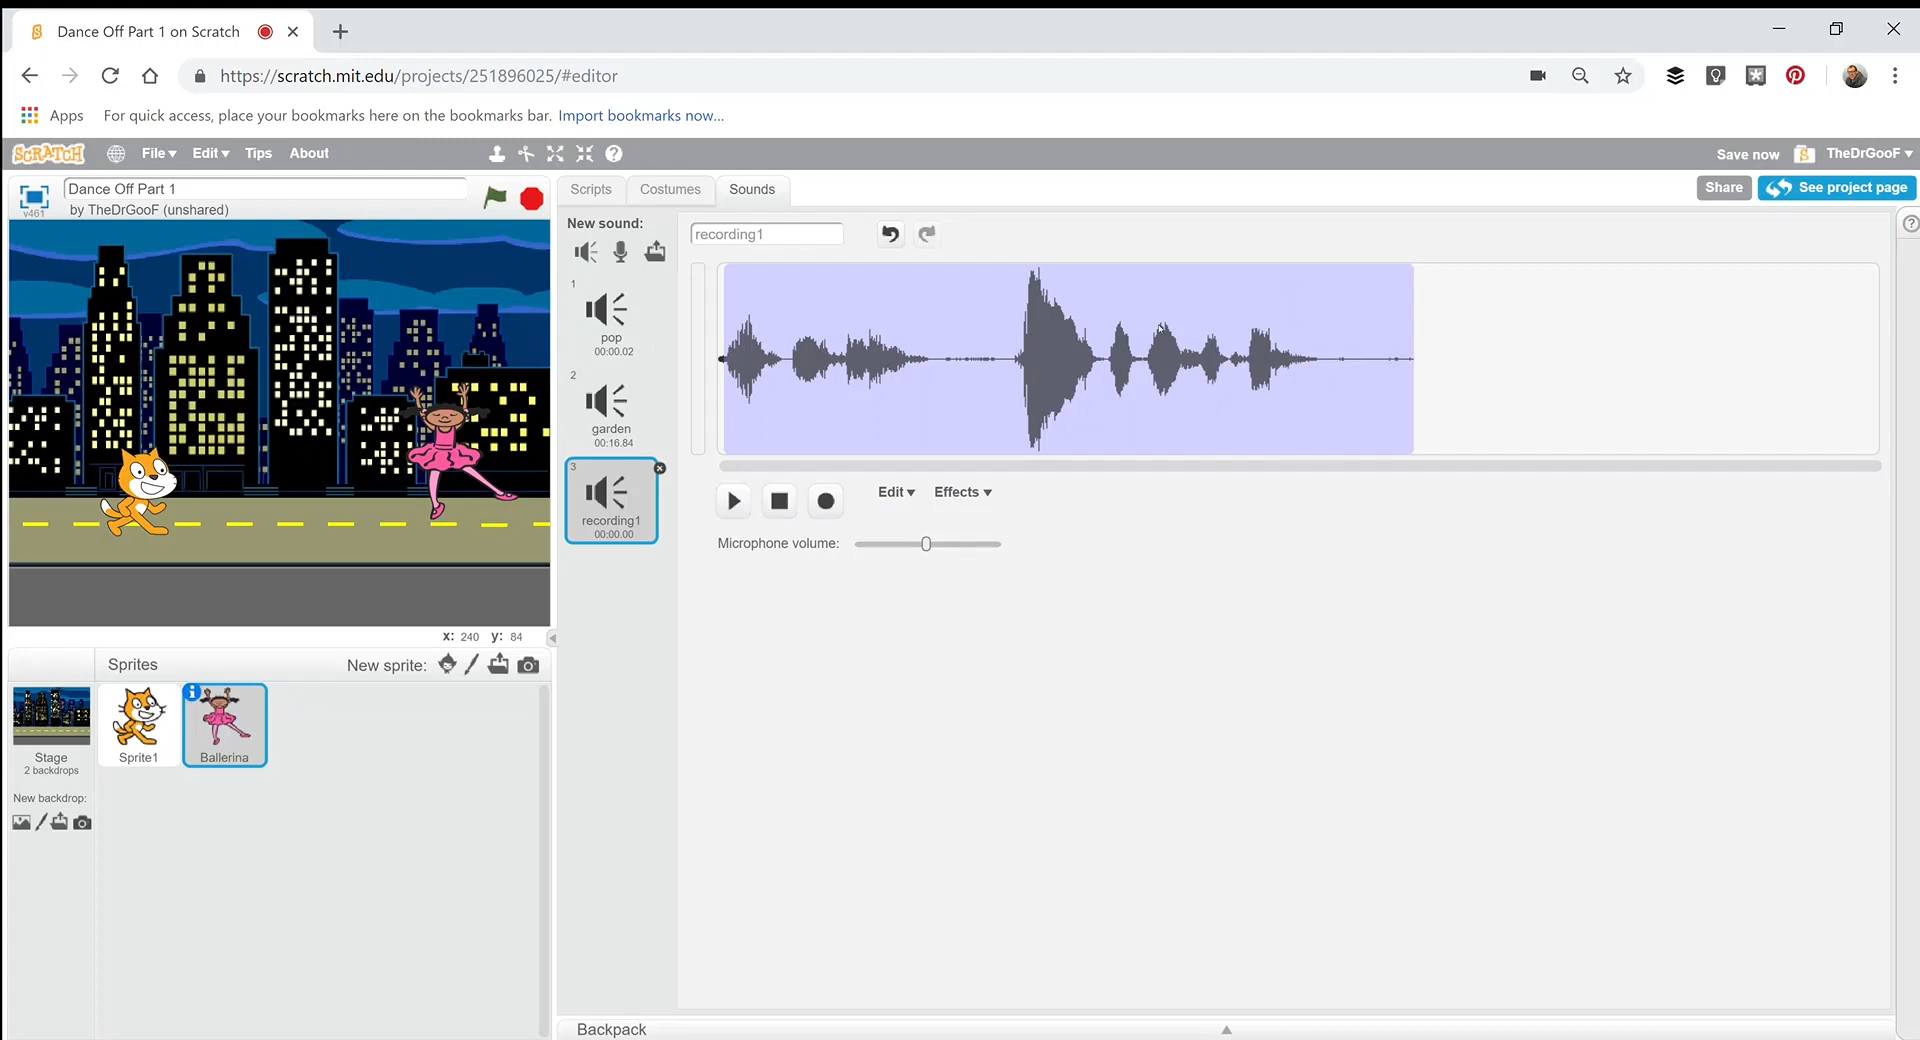 Dance Off Part 1 on Scratch
https://scratch.mit.edu/projects/251896025/#editor
Apps For quick access, place your bookmarks here on the bookmarks bar. Import bookmarks now...
SCRATCH File Edit Tips About Save now TheDrGooF
Dance Off Part 1
by TheDrGooF (unshared)
v461
Scripts Costumes Sounds Share See project page
New sound:
recording1
1
pop
00:00.02
2
garden
00:16.84
3
recording1
00:00.00
Edit Effects
Microphone volume:
x: 240 y: 84
Sprites New sprite:
Stage
2 backdrops
Sprite1
Ballerina
New backdrop:
Backpack